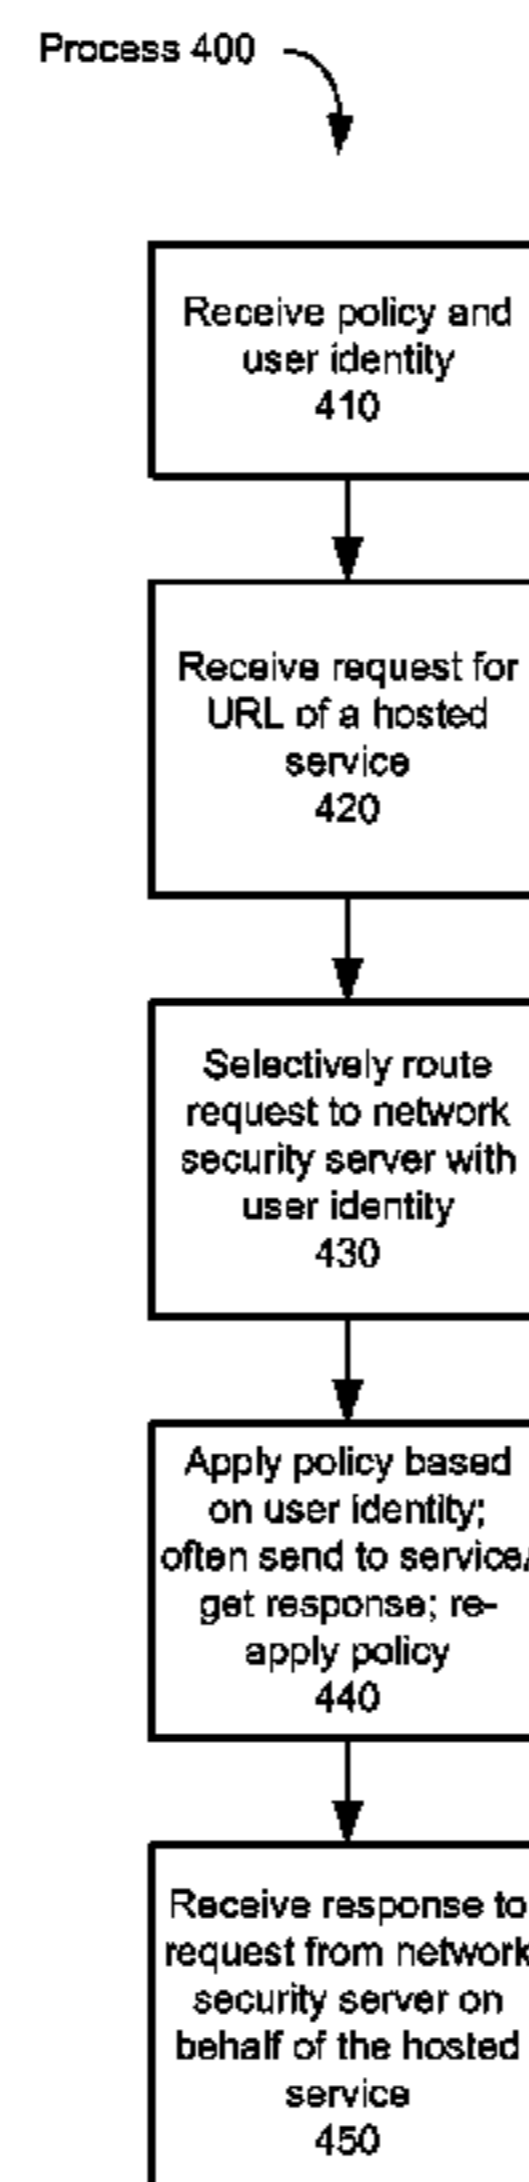 Process 400
Receive policy and
user identity
410
Receive request for
URL of a hosted
service
420
Selectively route
request to network
security server with
user identity
430
Apply policy based
on user identity;
often send to service/
get response; re-
apply policy
440
Receive response to
request from network
security server on
behalf of the hosted
service
450